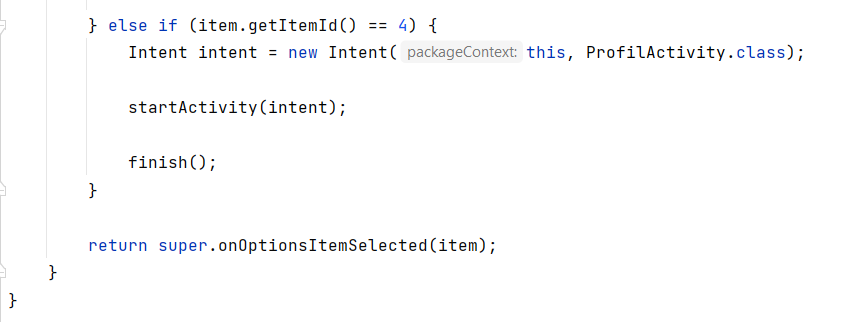 } else if (item.getItemId() == 4) {
Intent intent = new Intent( packageContext: this, ProfilActivity.class);
startActivity(intent);
finish();
}
return super.onOptionsItemSelected(item);
}
}